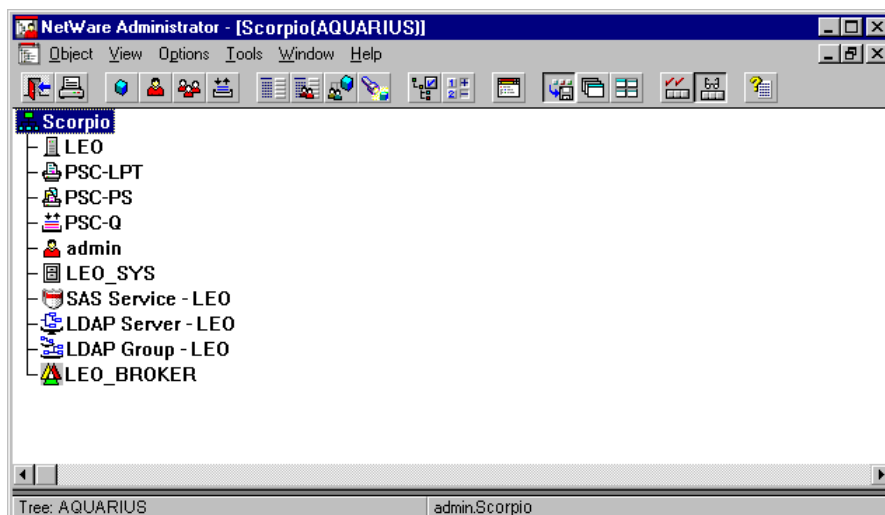 NetWare Administrator - [Scorpio(AQUARIUS)]
Object View Options Tools Window Help
Scorpio
LEO
PSC-LPT
PSC-PS
PSC-Q
admin
LEO_SYS
SAS Service - LEO
LDAP Server - LEO
LDAP Group - LEO
LEO_BROKER
Tree: AQUARIUS admin.Scorpio